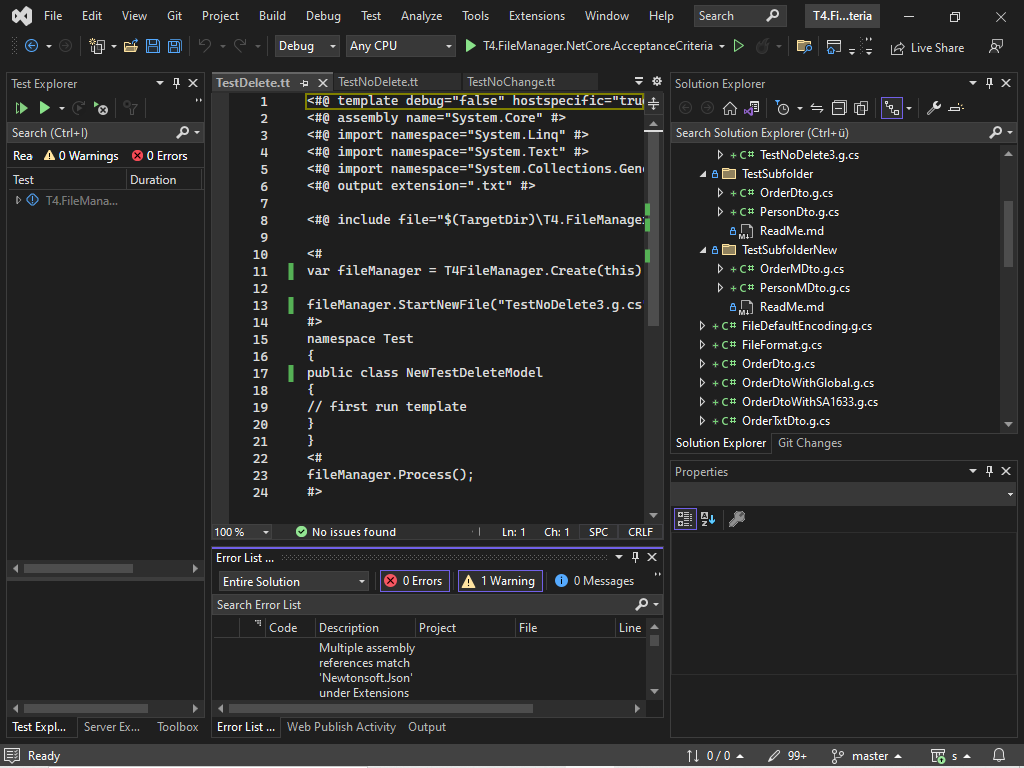 File Edit View Git Project Build Debug Test Analyze Tools Extensions Window Help Search T4.Fi...teria
Debug Any CPU T4.FileManager.NetCore.AcceptanceCriteria Live Share
Test Explorer
Search (Ctrl+I)
Rea 0 Warnings 0 Errors
Test Duration
T4.FileMana...
Test Expl... Server Ex... Toolbox
TestDelete.tt TestNoDelete.tt TestNoChange.tt
1 <#@ template debug="false" hostspecific="tru
2 <#@ assembly name="System.Core" #>
3 <#@ import namespace="System.Linq" #>
4 <#@ import namespace="System.Text" #>
5 <#@ import namespace="System.Collections.Gene
6 <#@ output extension=".txt" #>
7
8 <#@ include file="$(TargetDir)\T4.FileManager
9
10 <#
11 var fileManager = T4FileManager.Create(this)
12
13 fileManager.StartNewFile("TestNoDelete3.g.cs
14 #>
15 namespace Test
16 {
17 public class NewTestDeleteModel
18 {
19 // first run template
20 }
21 }
22 <#
23 fileManager.Process();
24 #>
100 % No issues found Ln: 1 Ch: 1 SPC CRLF
Error List ...
Entire Solution 0 Errors 1 Warning 0 Messages
Search Error List
Code Description Project File Line
Multiple assembly
references match
'Newtonsoft.Json'
under Extensions
Error List ... Web Publish Activity Output
Solution Explorer
Search Solution Explorer (Ctrl+ü)
C# TestNoDelete3.g.cs
TestSubfolder
C# OrderDto.g.cs
C# PersonDto.g.cs
ReadMe.md
TestSubfolderNew
C# OrderMDto.g.cs
C# PersonMDto.g.cs
ReadMe.md
C# FileDefaultEncoding.g.cs
C# FileFormat.g.cs
C# OrderDto.g.cs
C# OrderDtoWithGlobal.g.cs
C# OrderDtoWithSA1633.g.cs
C# OrderTxtDto.g.cs
Solution Explorer Git Changes
Properties
Ready 0 / 0 99+ master s